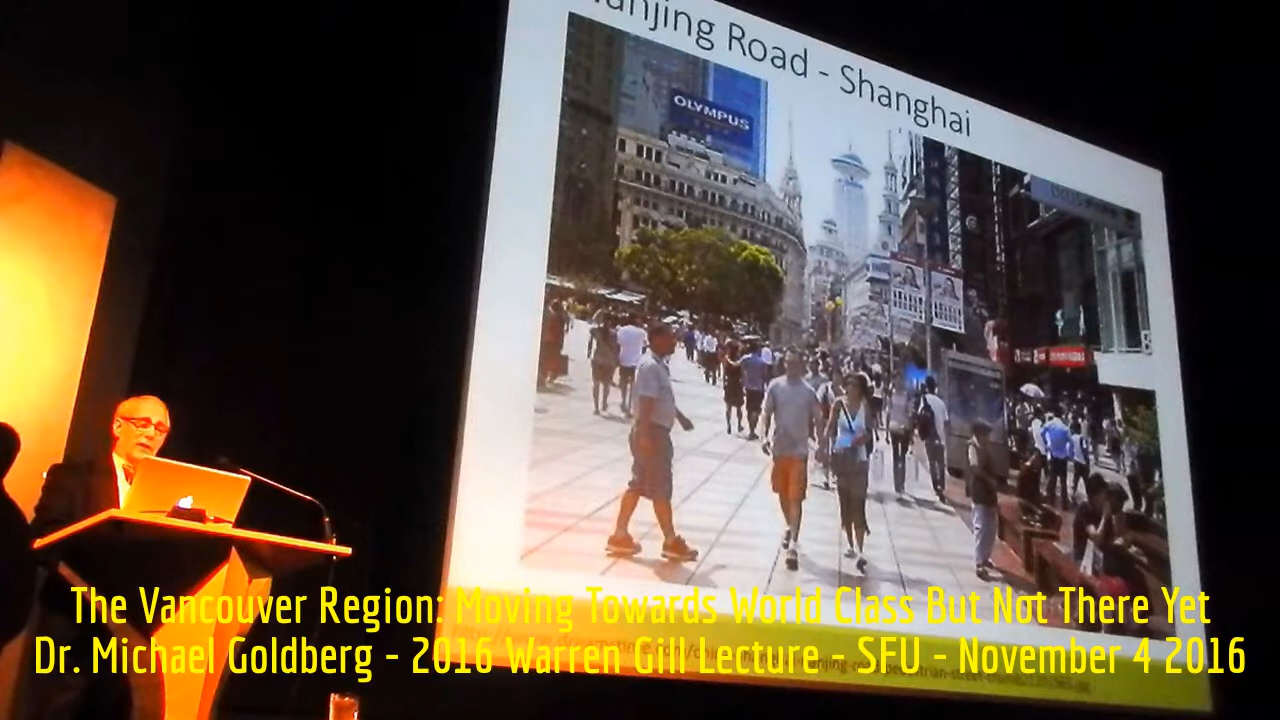 Nanjing Road - Shanghai
OLYMPUS
The Vancouver Region: Moving Towards World Class But Not There Yet
Dr. Michael Goldberg - 2016 Warren Gill Lecture - SFU - November 4 2016